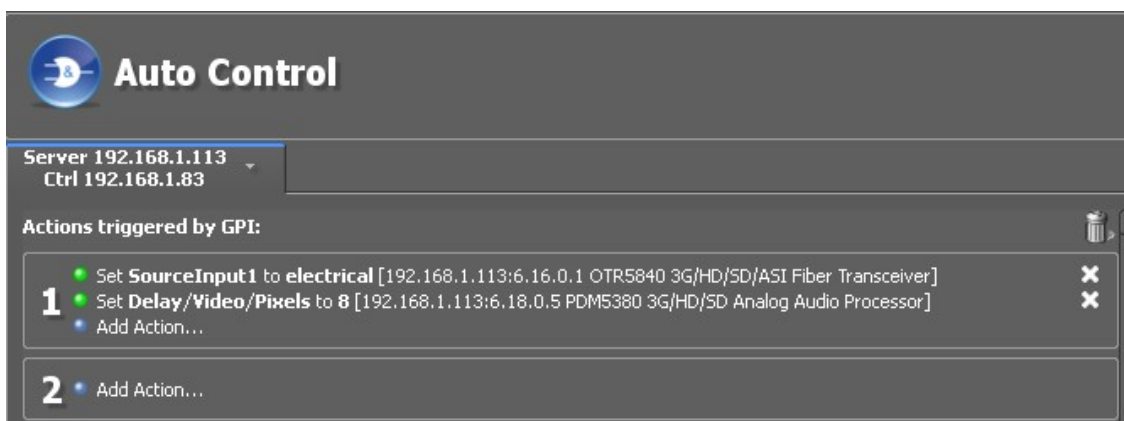 Auto Control
Server 192.168.1.113
Ctrl 192.168.1.83
Actions triggered by GPI:
1
Set SourceInput1 to electrical [192.168.1.113:6.16.0.1 OTR5840 3G/HD/SD/ASI Fiber Transceiver]
Set Delay/Video/Pixels to 8 [192.168.1.113:6.18.0.5 PDM5380 3G/HD/SD Analog Audio Processor]
Add Action...
2 Add Action...